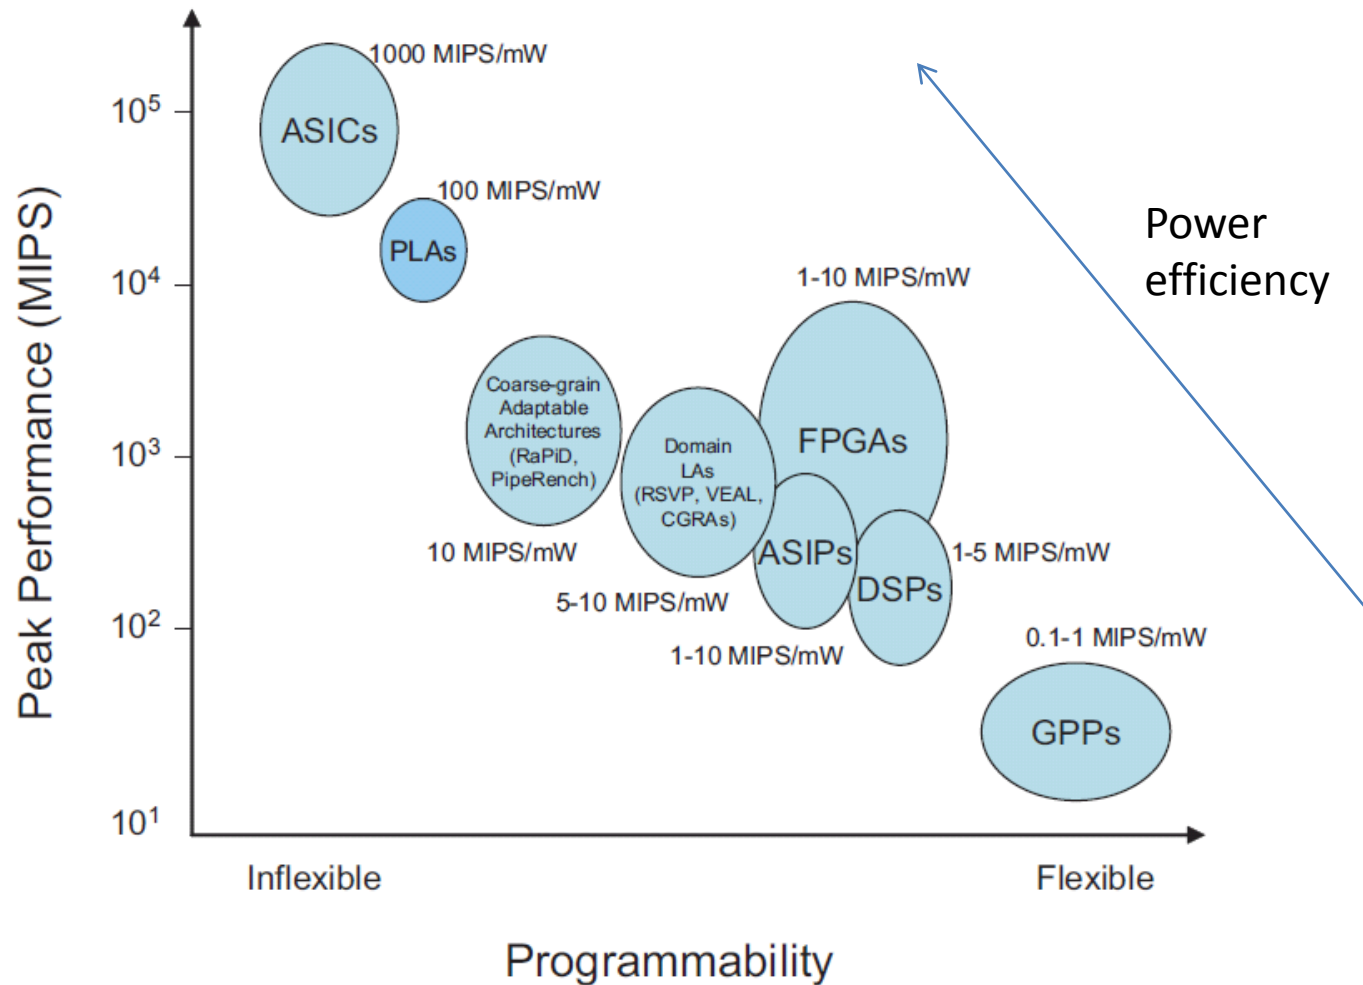 1000 MIPS/mW
10⁵
ASICs
100 MIPS/mW
PLAs
Power
efficiency
10⁴
1-10 MIPS/mW
Coarse-grain
Adaptable
Architectures
(RaPiD,
PipeRench)
10³
FPGAs
Domain
LAs
(RSVP, VEAL,
CGRAs)
10 MIPS/mW
ASIPs
1-5 MIPS/mW
DSPs
5-10 MIPS/mW
10²
1-10 MIPS/mW
0.1-1 MIPS/mW
GPPs
10¹
Peak Performance (MIPS)
Inflexible
Flexible
Programmability